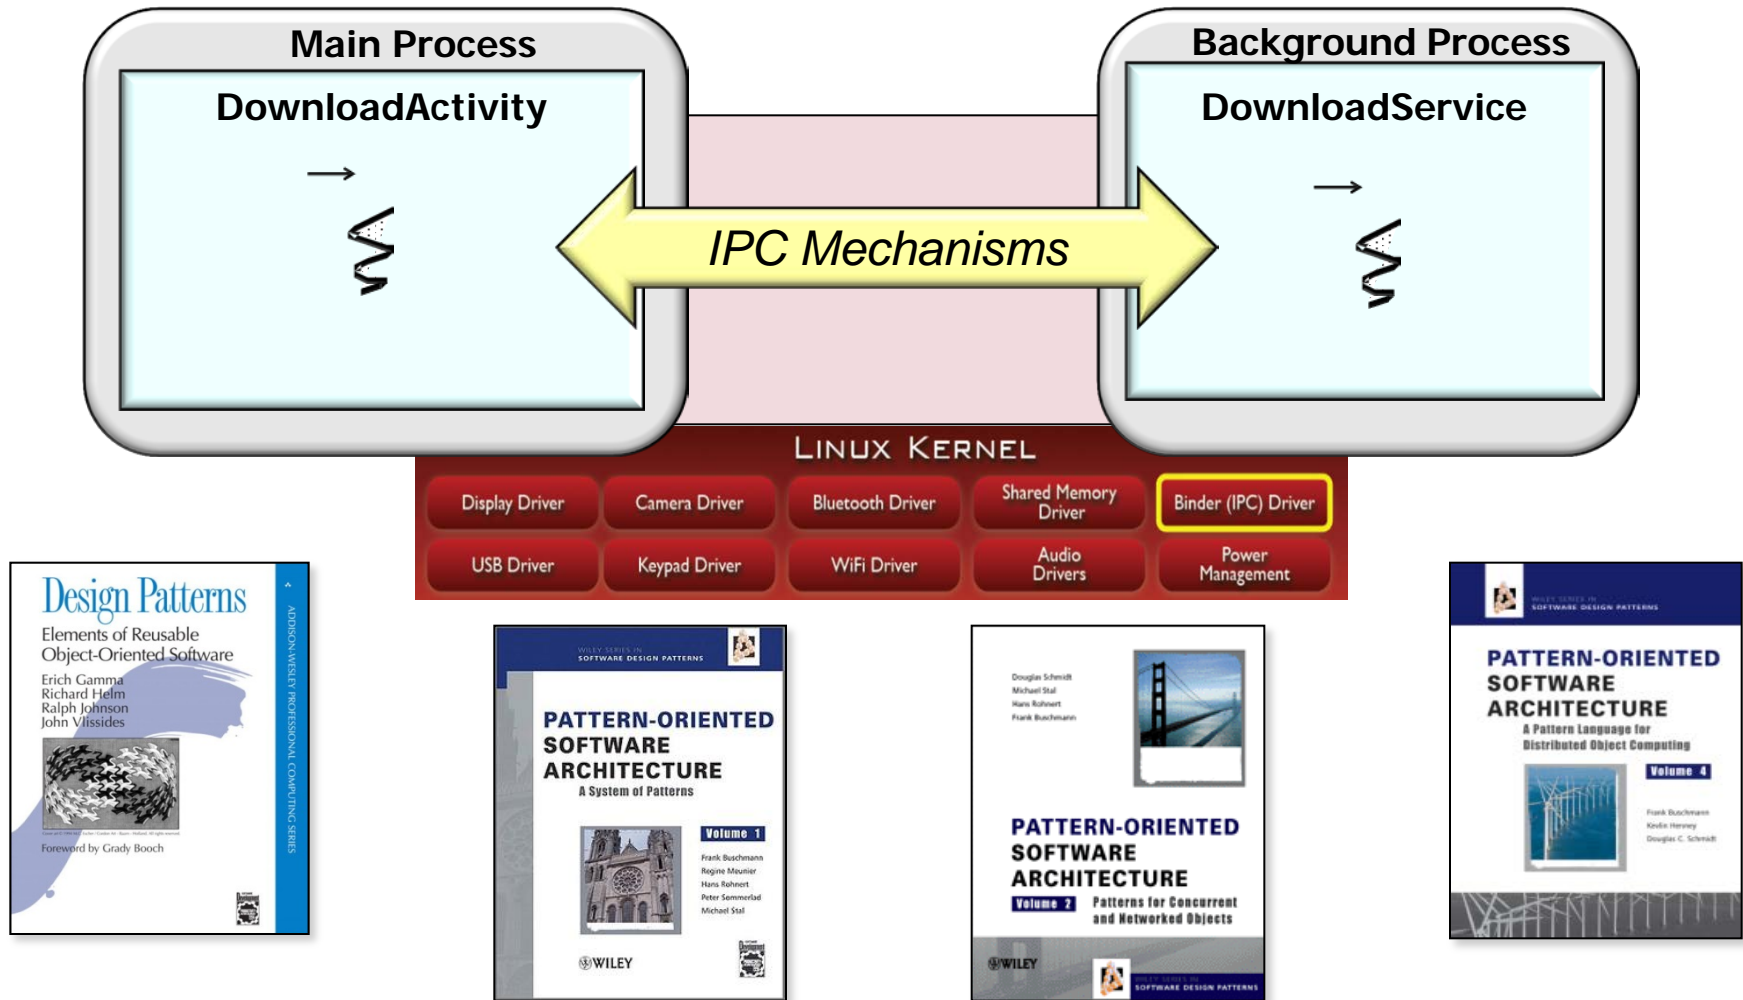 Main Process
DownloadActivity
Background Process
DownloadService
IPC Mechanisms
LINUX KERNEL
Display Driver
Camera Driver
Bluetooth Driver
Shared Memory
Driver
Binder (IPC) Driver
USB Driver
Keypad Driver
WiFi Driver
Audio
Drivers
Power
Management
Design Patterns
Elements of Reusable
Object-Oriented Software
Erich Gamma
Richard Helm
Ralph Johnson
John Vlissides
Foreword by Grady Booch
ADDISON-WESLEY PROFESSIONAL COMPUTING SERIES
WILEY SERIES IN
SOFTWARE DESIGN PATTERNS
PATTERN-ORIENTED
SOFTWARE
ARCHITECTURE
A System of Patterns
Volume 1
Frank Buschmann
Regine Meunier
Hans Rohnert
Peter Sommerlad
Michael Stal
WILEY
Douglas Schmidt
Michael Stal
Hans Rohnert
Frank Buschmann
PATTERN-ORIENTED
SOFTWARE
ARCHITECTURE
Volume 2
Patterns for Concurrent
and Networked Objects
WILEY
WILEY SERIES IN
SOFTWARE DESIGN PATTERNS
WILEY SERIES IN
SOFTWARE DESIGN PATTERNS
PATTERN-ORIENTED
SOFTWARE
ARCHITECTURE
A Pattern Language for
Distributed Object Computing
Volume 4
Frank Buschmann
Kevlin Henney
Douglas C. Schmidt